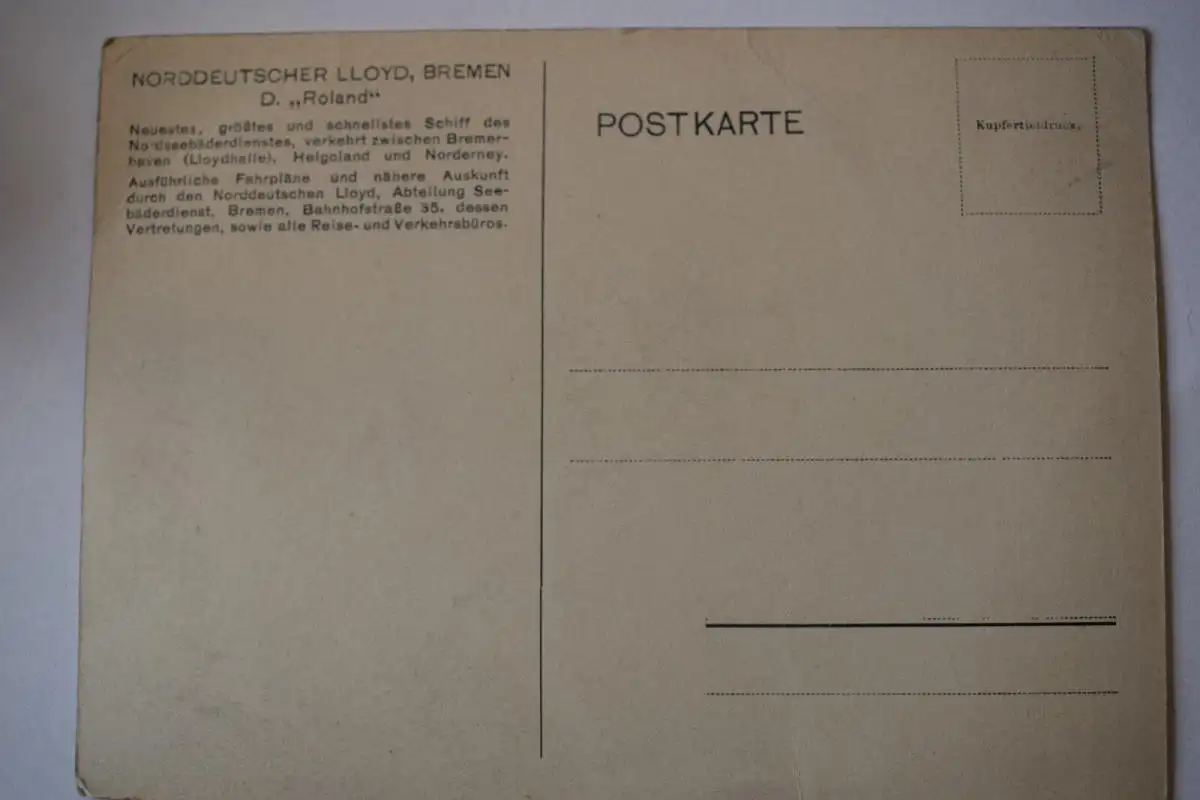 NORDDEUTSCHER LLOYD, BREMEN
D. „Roland“
Neuestes, größtes und schnellstes Schiff des
Nordseebäderdienstes, verkehrt zwischen Bremer-
haven (Lloydhalle), Helgoland und Norderney.
Ausführliche Fahrpläne und nähere Auskunft
durch den Norddeutschen Lloyd, Abteilung See-
bäderdienst, Bremen, Bahnhofstraße 35, dessen
Vertretungen, sowie alle Reise- und Verkehrsbüros.
POSTKARTE
Kupfertiefdruck.